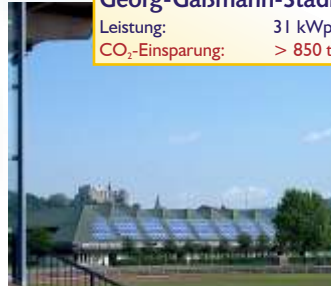 Georg-Gaßmann-Stadi
Leistung: 31 kWp
CO₂-Einsparung: > 850 t